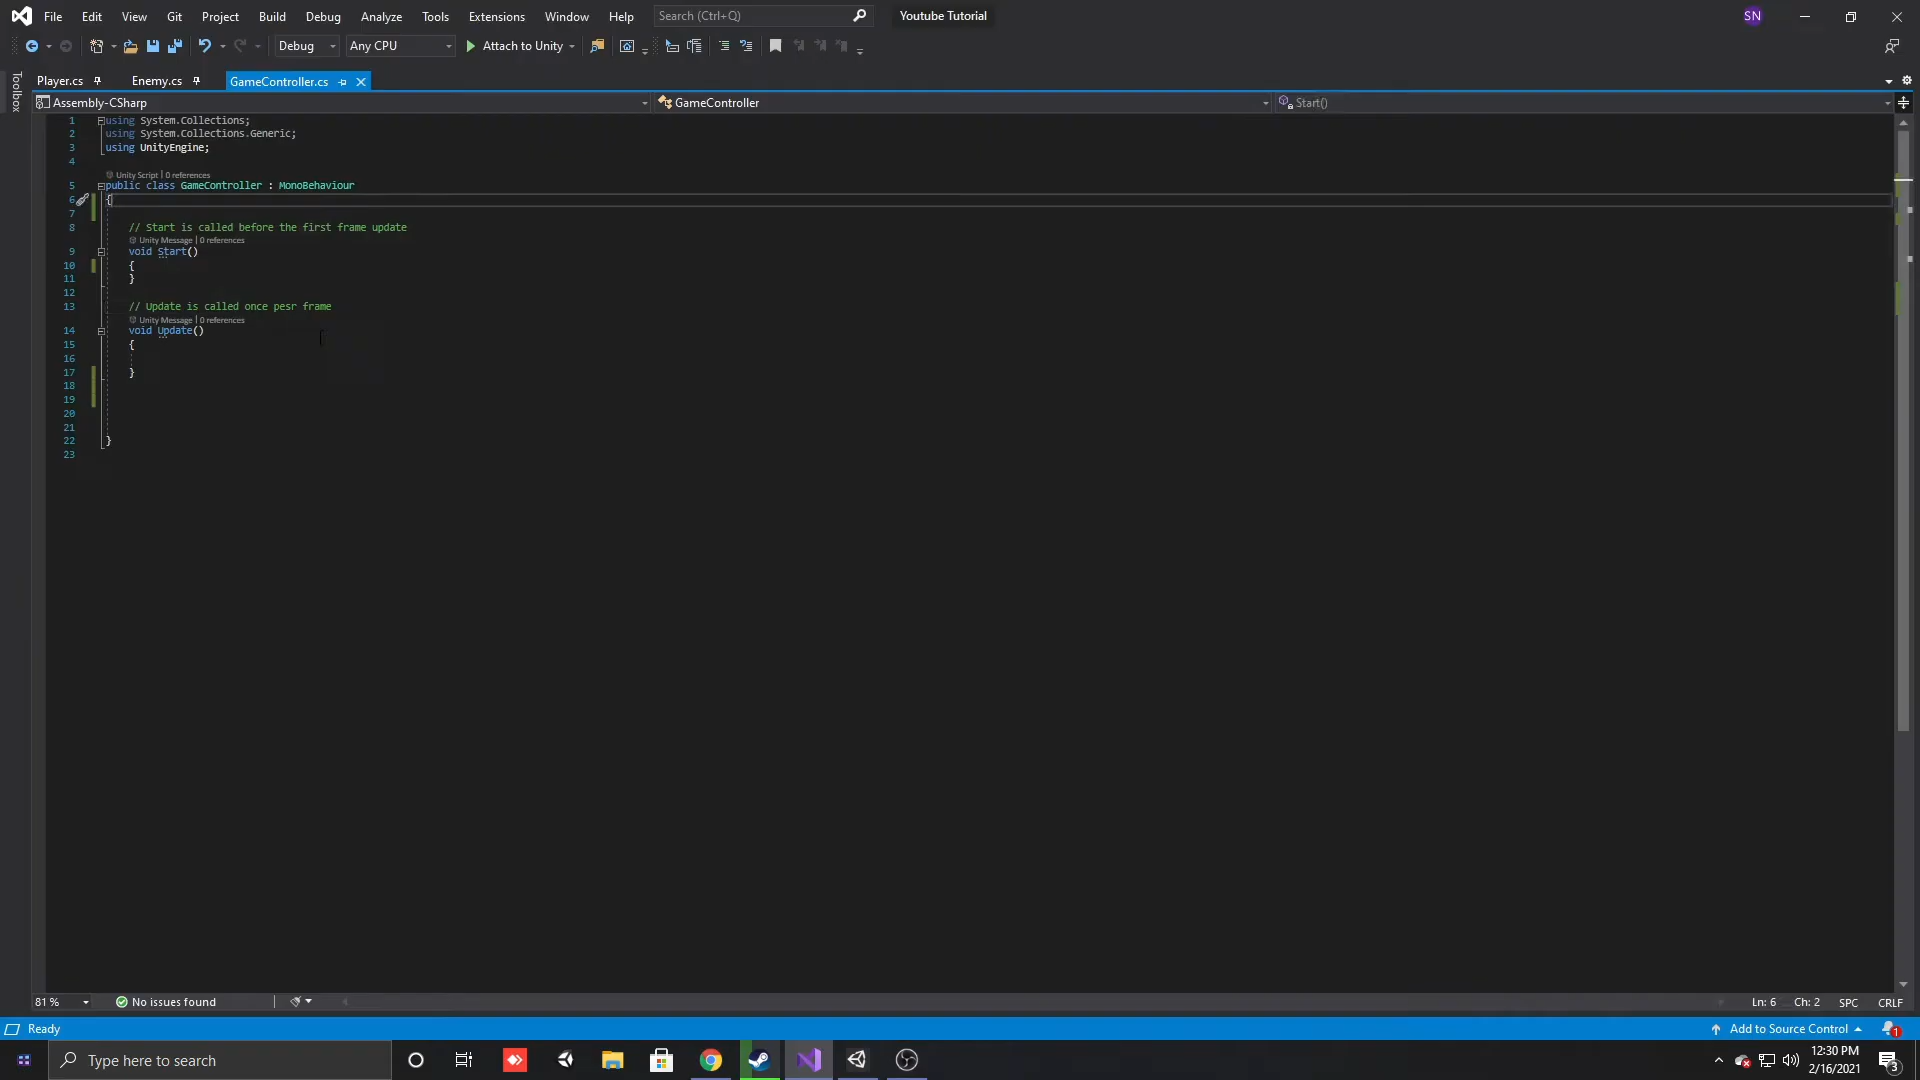 File Edit View Git Project Build Debug Analyze Tools Extensions Window Help Search (Ctrl+Q) Youtube Tutorial SN
Debug Any CPU Attach to Unity
Toolbox
Player.cs Enemy.cs GameController.cs
Assembly-CSharp GameController Start()
1 using System.Collections;
2 using System.Collections.Generic;
3 using UnityEngine;
4
Unity Script | 0 references
5 public class GameController : MonoBehaviour
6 {
7
8 // Start is called before the first frame update
Unity Message | 0 references
9 void Start()
10 {
11 }
12
13 // Update is called once pesr frame
Unity Message | 0 references
14 void Update()
15 {
16
17 }
18
19
20
21
22 }
23
81 % No issues found Ln: 6 Ch: 2 SPC CRLF
Ready Add to Source Control 1
Type here to search 12:30 PM
2/16/2021 3